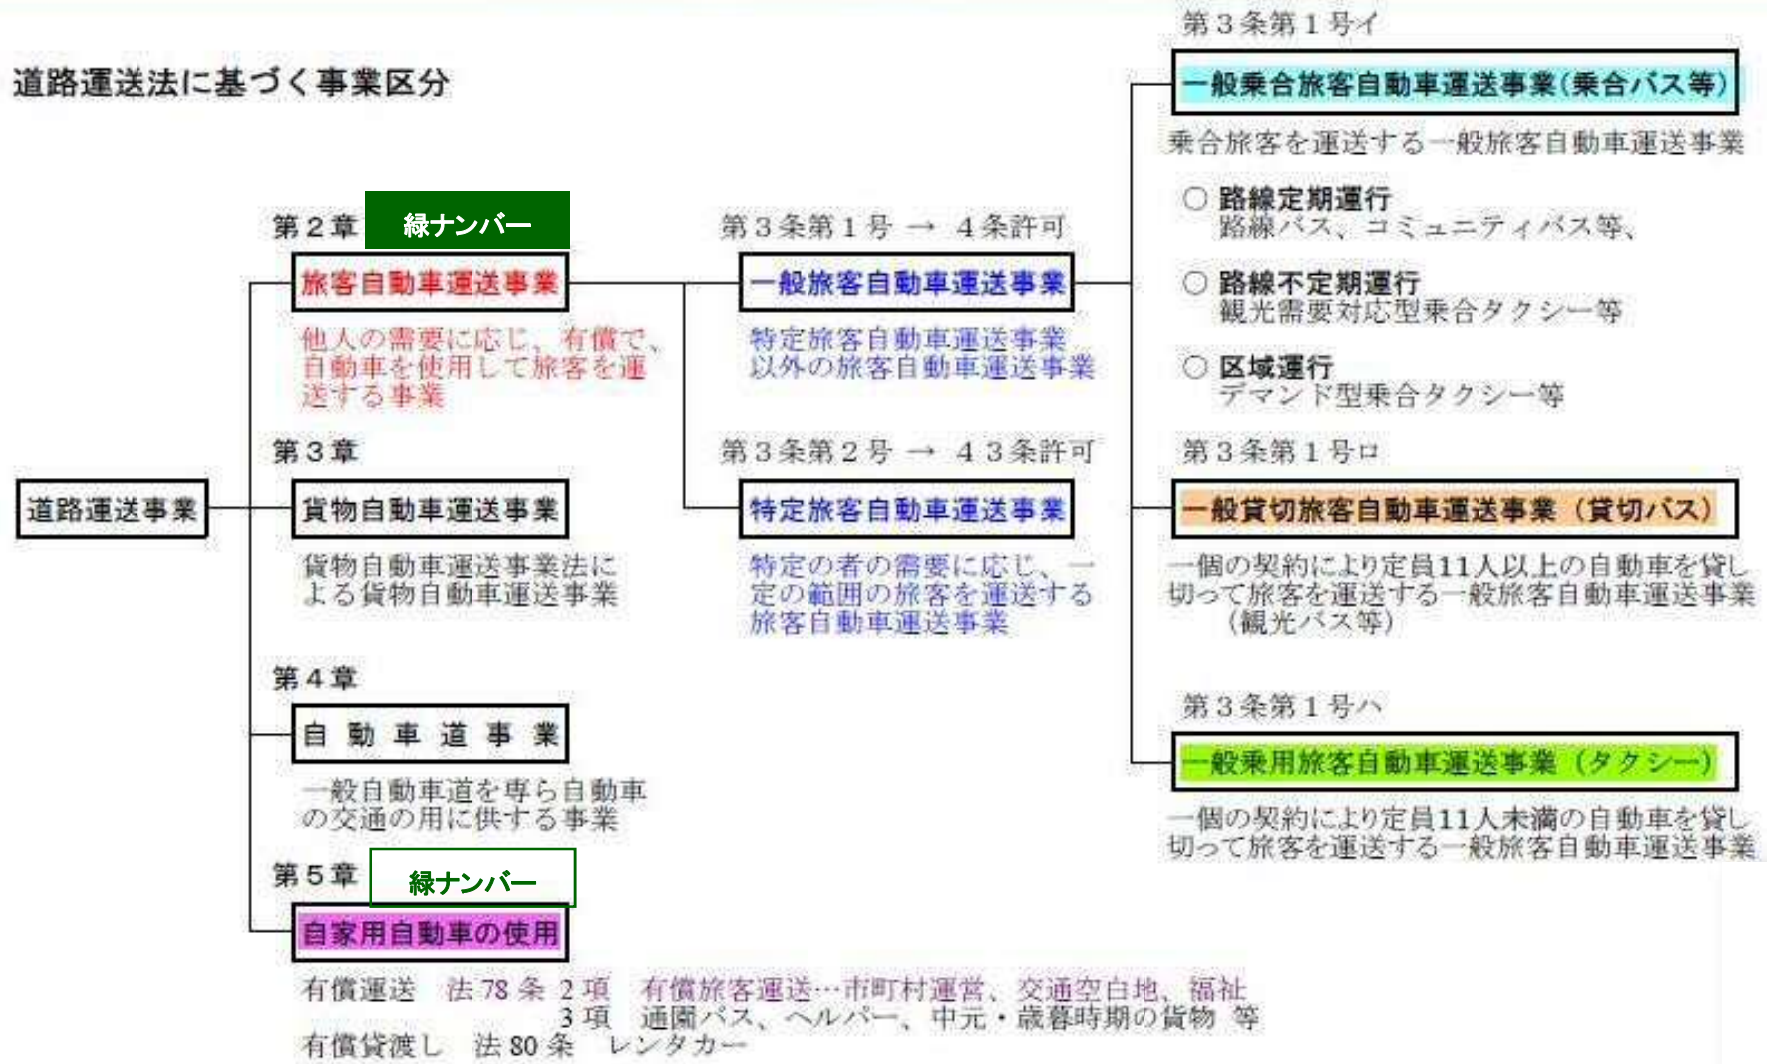 道路運送法に基づく事業区分
道路運送事業
第２章
緑ナンバー
旅客自動車運送事業
他人の需要に応じ、有償で、
自動車を使用して旅客を運
送する事業
第３章
貨物自動車運送事業
貨物自動車運送事業法に
よる貨物自動車運送事業
第４章
自動車道事業
一般自動車道を専ら自動車
の交通の用に供する事業
第５章
緑ナンバー
自家用自動車の使用
有償運送　法78条 2項　有償旅客運送…市町村運営、交通空白地、福祉
3項　通園バス、ヘルパー、中元・歳暮時期の貨物 等
有償貸渡し　法80条　レンタカー
第３条第１号 → ４条許可
一般旅客自動車運送事業
特定旅客自動車運送事業
以外の旅客自動車運送事業
第３条第２号 → ４３条許可
特定旅客自動車運送事業
特定の者の需要に応じ、一
定の範囲の旅客を運送する
旅客自動車運送事業
第３条第１号イ
一般乗合旅客自動車運送事業(乗合バス等)
乗合旅客を運送する一般旅客自動車運送事業
○ 路線定期運行
路線バス、コミュニティバス等、
○ 路線不定期運行
観光需要対応型乗合タクシー等
○ 区域運行
デマンド型乗合タクシー等
第３条第１号ロ
一般貸切旅客自動車運送事業（貸切バス）
一個の契約により定員11人以上の自動車を貸し
切って旅客を運送する一般旅客自動車運送事業
（観光バス等）
第３条第１号ハ
一般乗用旅客自動車運送事業（タクシー）
一個の契約により定員11人未満の自動車を貸し
切って旅客を運送する一般旅客自動車運送事業